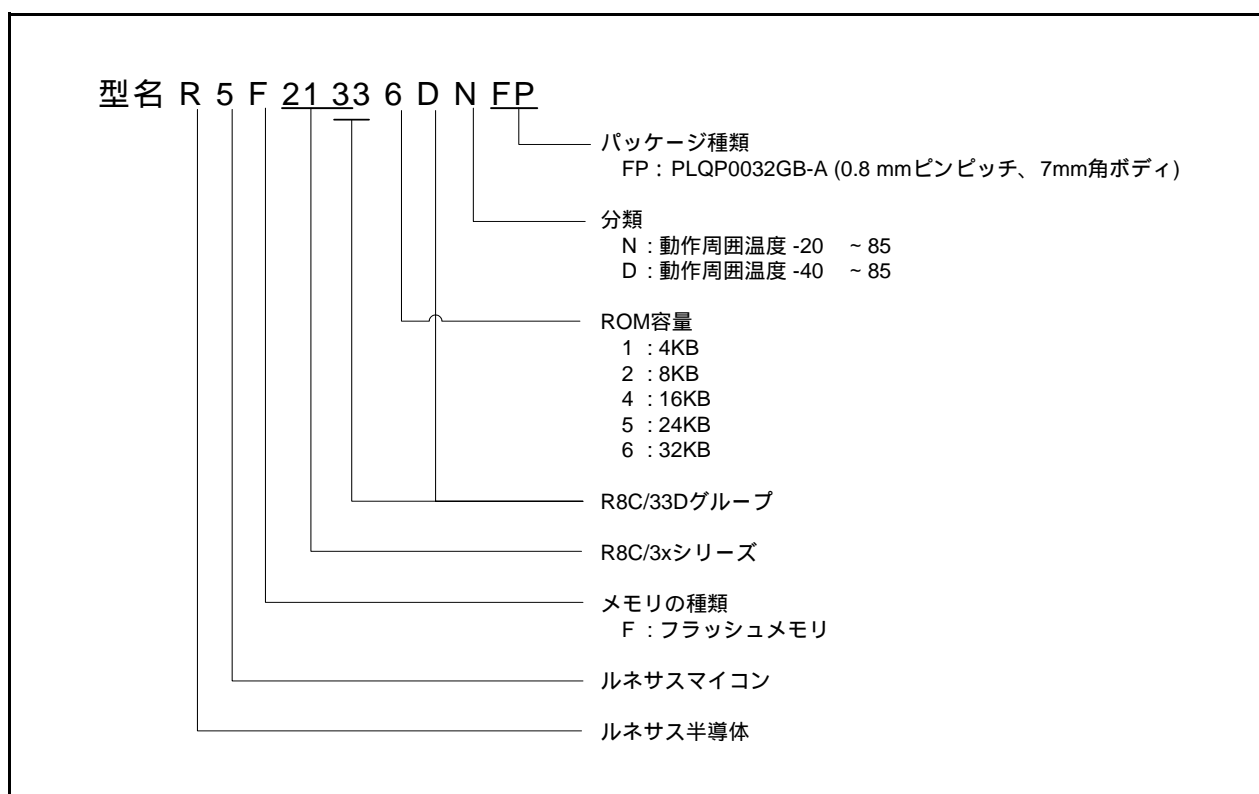 型名 R 5 F 21 33 6 D N FP
パッケージ種類
FP : PLQP0032GB-A (0.8 mmピンピッチ、7mm角ボディ)
分類
N : 動作周囲温度 -20 ~ 85
D : 動作周囲温度 -40 ~ 85
ROM容量
1 : 4KB
2 : 8KB
4 : 16KB
5 : 24KB
6 : 32KB
R8C/33Dグループ
R8C/3xシリーズ
メモリの種類
F : フラッシュメモリ
ルネサスマイコン
ルネサス半導体